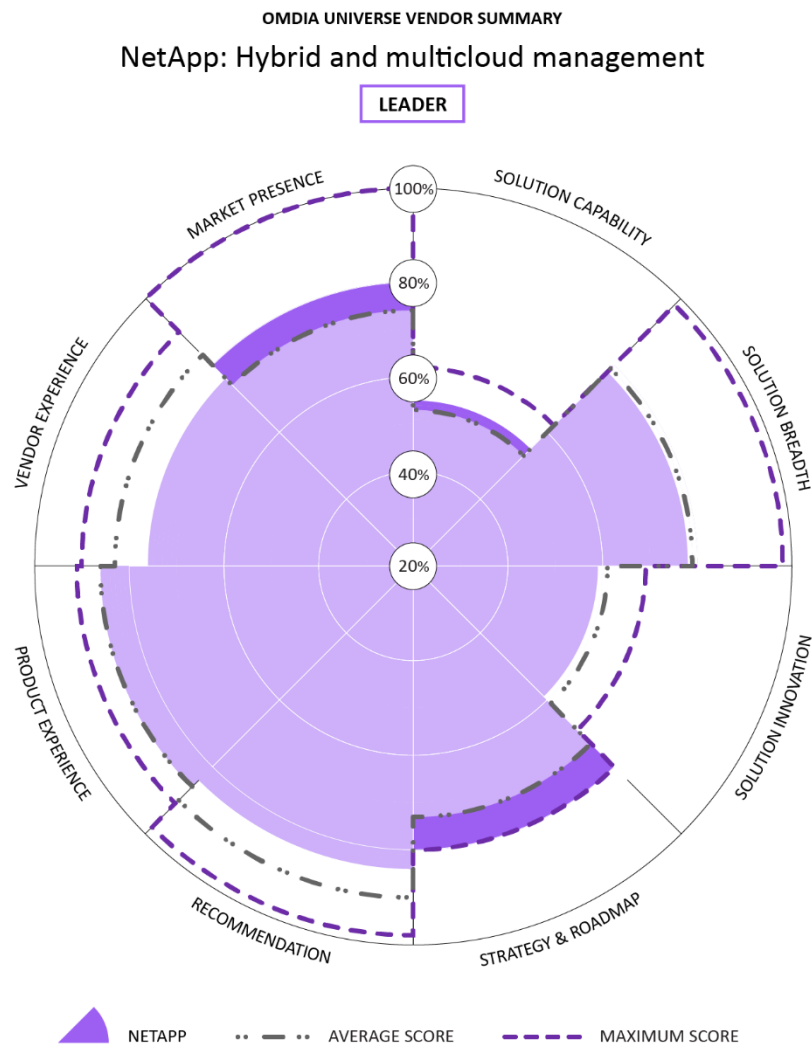 OMDIA UNIVERSE VENDOR SUMMARY
NetApp: Hybrid and multicloud management
LEADER
MARKET PRESENCE
100%
SOLUTION CAPABILITY
80%
VENDOR EXPERIENCE
60%
SOLUTION BREADTH
40%
20%
PRODUCT EXPERIENCE
SOLUTION INNOVATION
RECOMMENDATION
STRATEGY & ROADMAP
NETAPP
AVERAGE SCORE
MAXIMUM SCORE